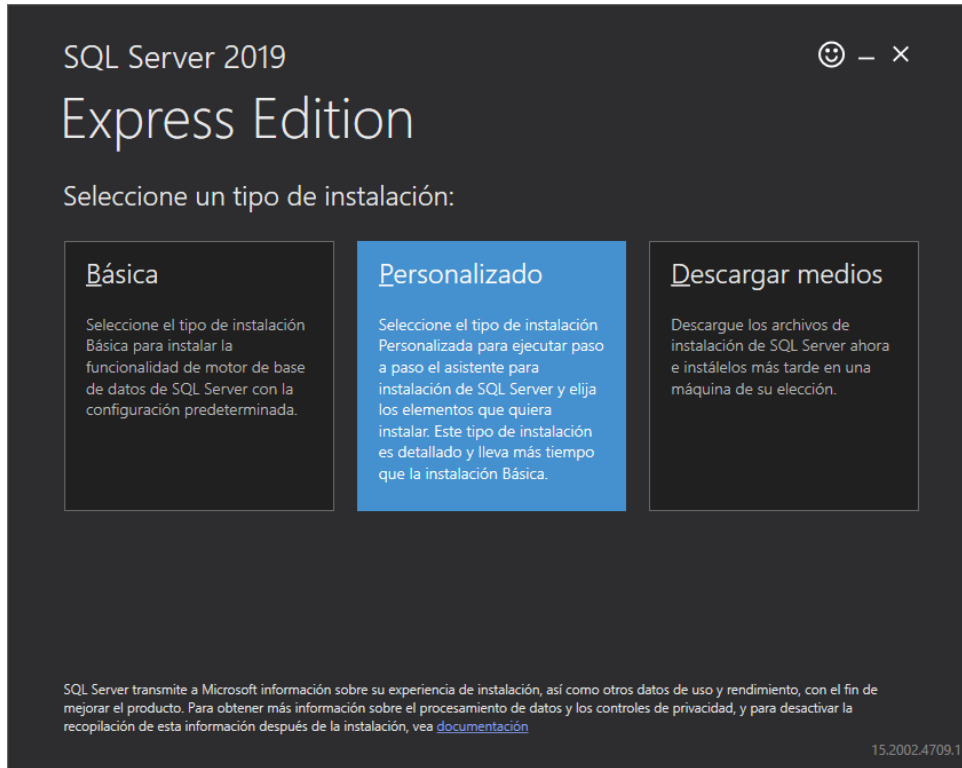 SQL Server 2019
Express Edition
Seleccione un tipo de instalación:
Básica
Seleccione el tipo de instalación
Básica para instalar la
funcionalidad de motor de base
de datos de SQL Server con la
configuración predeterminada.
Personalizado
Seleccione el tipo de instalación
Personalizada para ejecutar paso
a paso el asistente para
instalación de SQL Server y elija
los elementos que quiera
instalar. Este tipo de instalación
es detallado y lleva más tiempo
que la instalación Básica.
Descargar medios
Descargue los archivos de
instalación de SQL Server ahora
e instálelos más tarde en una
máquina de su elección.
SQL Server transmite a Microsoft información sobre su experiencia de instalación, así como otros datos de uso y rendimiento, con el fin de
mejorar el producto. Para obtener más información sobre el procesamiento de datos y los controles de privacidad, y para desactivar la
recopilación de esta información después de la instalación, vea documentación
15.2002.4709.1